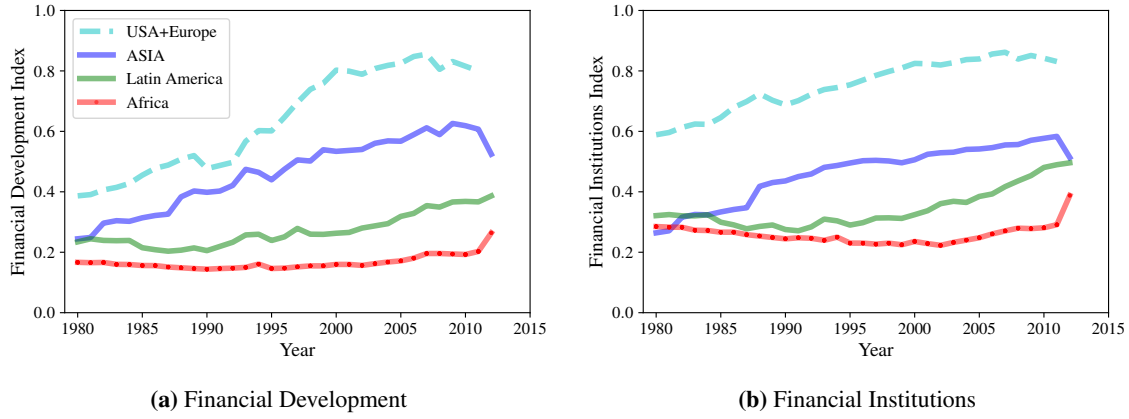 1.0
0.8
0.6
0.4
0.2
0.0
Financial Development Index
USA+Europe
ASIA
Latin America
Africa
1980 1985 1990 1995 2000 2005 2010 2015
Year
(a) Financial Development
1.0
0.8
0.6
0.4
0.2
0.0
Financial Institutions Index
1980 1985 1990 1995 2000 2005 2010 2015
Year
(b) Financial Institutions